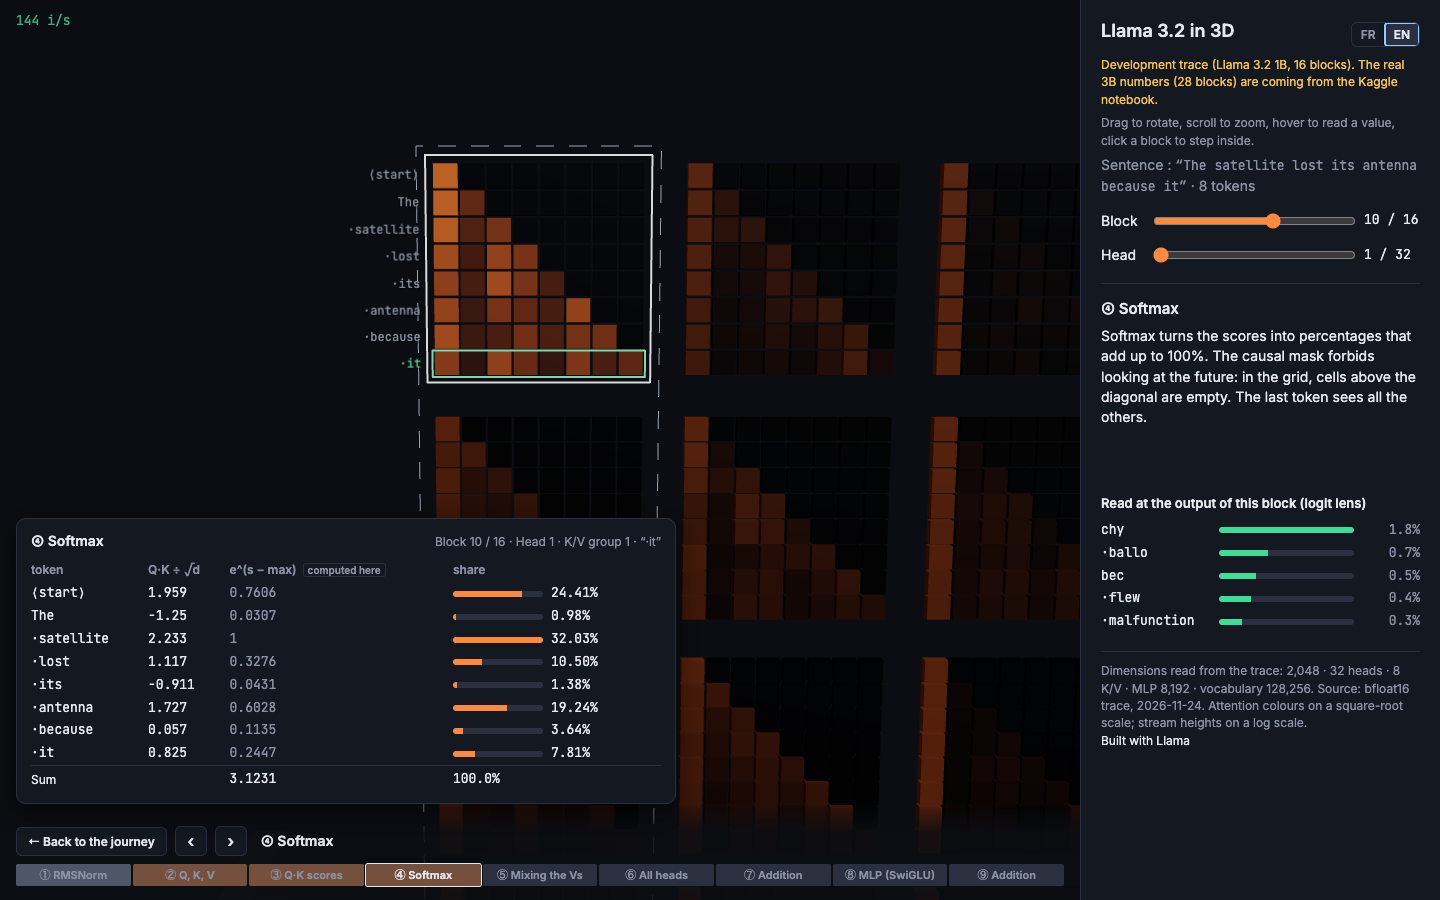 144 i/s
⟨start⟩
The
·satellite
·lost
·its
·antenna
·because
·it
④ Softmax
Block 10 / 16 · Head 1 · K/V group 1 · “·it”
token Q·K ÷ √d e^(s − max) computed here share
⟨start⟩ 1.959 0.7606 24.41%
The -1.25 0.0307 0.98%
·satellite 2.233 1 32.03%
·lost 1.117 0.3276 10.50%
·its -0.911 0.0431 1.38%
·antenna 1.727 0.6028 19.24%
·because 0.057 0.1135 3.64%
·it 0.825 0.2447 7.81%
Sum 3.1231 100.0%
← Back to the journey ‹ › ④ Softmax
① RMSNorm ② Q, K, V ③ Q·K scores ④ Softmax ⑤ Mixing the Vs ⑥ All heads ⑦ Addition ⑧ MLP (SwiGLU) ⑨ Addition
Llama 3.2 in 3D
FR EN
Development trace (Llama 3.2 1B, 16 blocks). The real
3B numbers (28 blocks) are coming from the Kaggle
notebook.
Drag to rotate, scroll to zoom, hover to read a value,
click a block to step inside.
Sentence : “The satellite lost its antenna
because it” · 8 tokens
Block 10 / 16
Head 1 / 32
④ Softmax
Softmax turns the scores into percentages that
add up to 100%. The causal mask forbids
looking at the future: in the grid, cells above the
diagonal are empty. The last token sees all the
others.
Read at the output of this block (logit lens)
chy 1.8%
·ballo 0.7%
bec 0.5%
·flew 0.4%
·malfunction 0.3%
Dimensions read from the trace: 2,048 · 32 heads · 8
K/V · MLP 8,192 · vocabulary 128,256. Source: bfloat16
trace, 2026-11-24. Attention colours on a square-root
scale; stream heights on a log scale.
Built with Llama